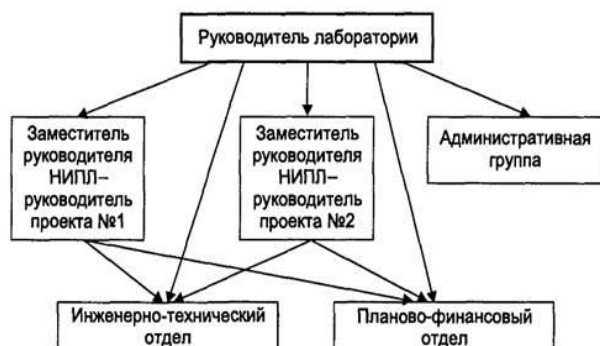 Руководитель лаборатории
Заместитель
руководителя
НИПЛ–
руководитель
проекта №1
Заместитель
руководителя
НИПЛ–
руководитель
проекта №2
Административная
группа
Инженерно-технический
отдел
Планово-финансовый
отдел